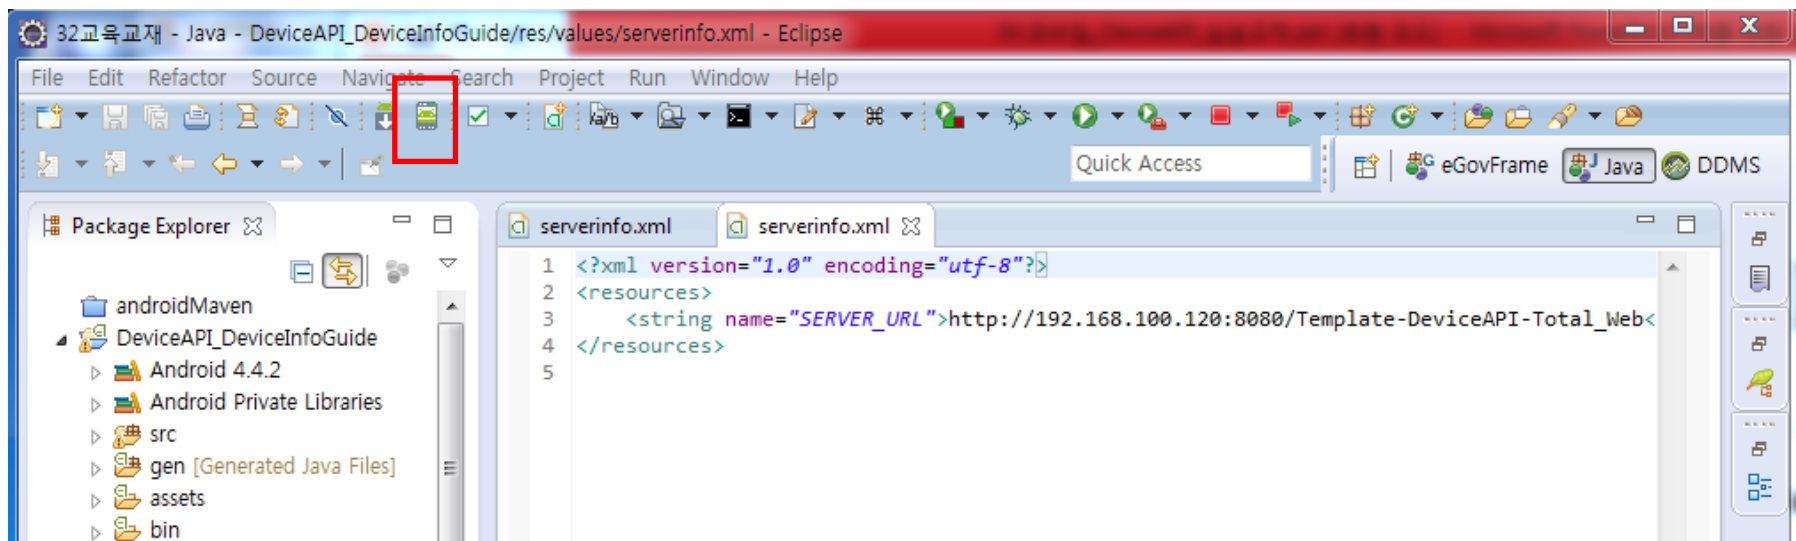 32교육교재 - Java - DeviceAPI_DeviceInfoGuide/res/values/serverinfo.xml - Eclipse
File Edit Refactor Source Navigate Search Project Run Window Help
Quick Access
eGovFrame
Java
DDMS
Package Explorer
serverinfo.xml
serverinfo.xml
androidMaven
DeviceAPI_DeviceInfoGuide
Android 4.4.2
Android Private Libraries
src
gen [Generated Java Files]
assets
bin
1 <?xml version="1.0" encoding="utf-8"?>
2 <resources>
3 <string name="SERVER_URL">http://192.168.100.120:8080/Template-DeviceAPI-Total_Web<
4 </resources>
5